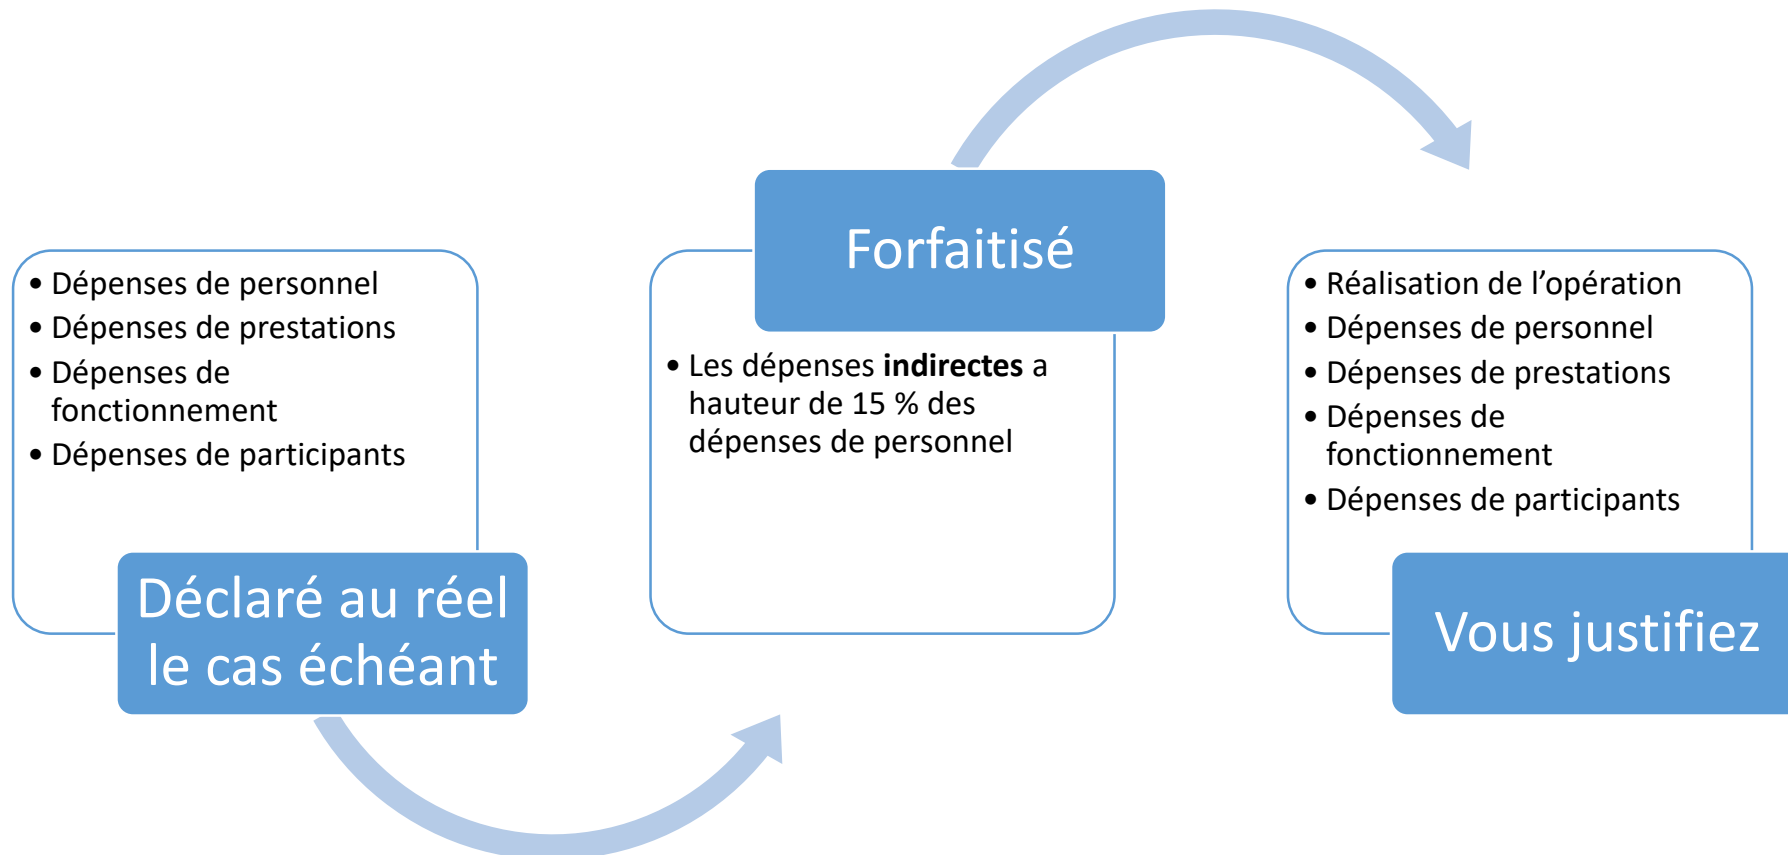 • Dépenses de personnel
• Dépenses de prestations
• Dépenses de
fonctionnement
• Dépenses de participants
Déclaré au réel
le cas échéant
Forfaitisé
• Les dépenses indirectes a
hauteur de 15 % des
dépenses de personnel
• Réalisation de l’opération
• Dépenses de personnel
• Dépenses de prestations
• Dépenses de
fonctionnement
• Dépenses de participants
Vous justifiez